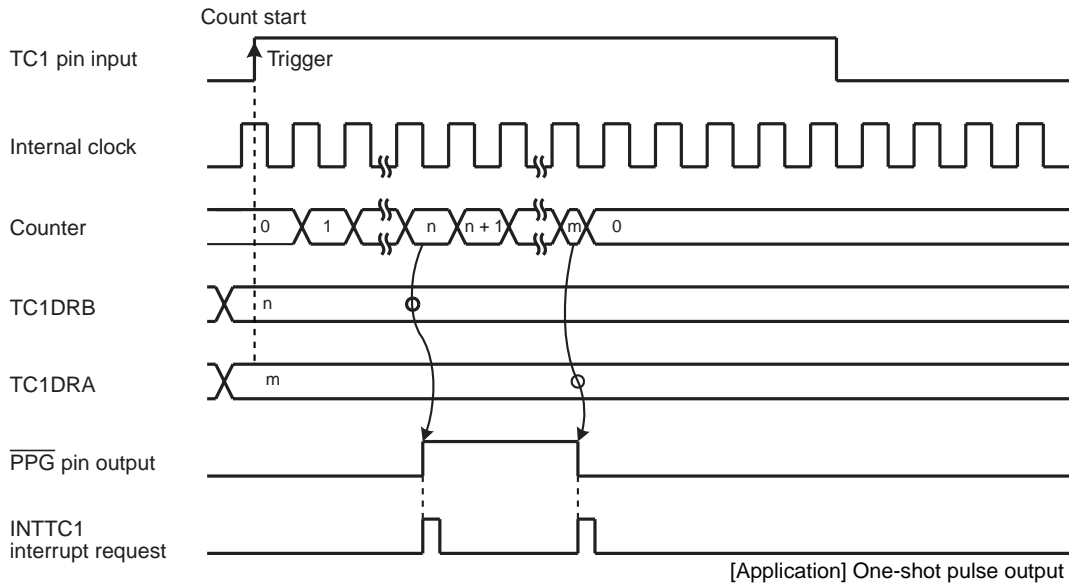 Count start
TC1 pin input
Trigger
Internal clock
Counter
0 1 n n + 1 m 0
TC1DRB
n
TC1DRA
m
PPG pin output
INTTC1
interrupt request
[Application] One-shot pulse output